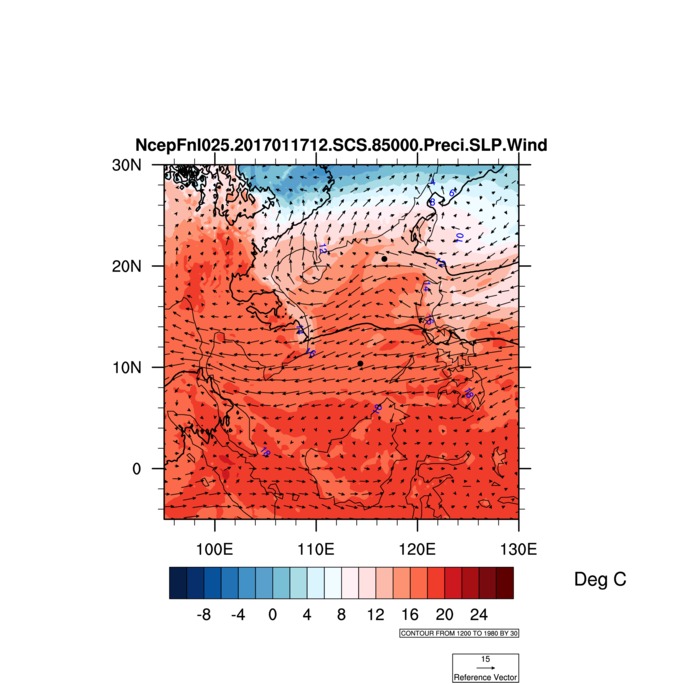 NcepFnl025.2017011712.SCS.85000.Preci.SLP.Wind
30N
20N
10N
0
100E 110E 120E 130E
-8 -4 0 4 8 12 16 20 24
Deg C
CONTOUR FROM 1200 TO 1980 BY 30
15
Reference Vector